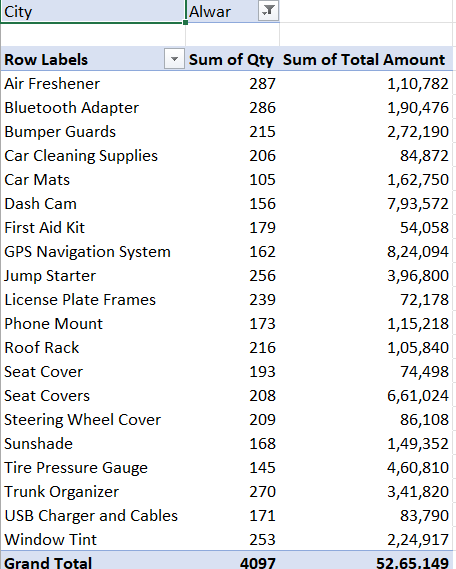 City Alwar
Row Labels Sum of Qty Sum of Total Amount
Air Freshener 287 1,10,782
Bluetooth Adapter 286 1,90,476
Bumper Guards 215 2,72,190
Car Cleaning Supplies 206 84,872
Car Mats 105 1,62,750
Dash Cam 156 7,93,572
First Aid Kit 179 54,058
GPS Navigation System 162 8,24,094
Jump Starter 256 3,96,800
License Plate Frames 239 72,178
Phone Mount 173 1,15,218
Roof Rack 216 1,05,840
Seat Cover 193 74,498
Seat Covers 208 6,61,024
Steering Wheel Cover 209 86,108
Sunshade 168 1,49,352
Tire Pressure Gauge 145 4,60,810
Trunk Organizer 270 3,41,820
USB Charger and Cables 171 83,790
Window Tint 253 2,24,917
Grand Total 4097 52,65,149